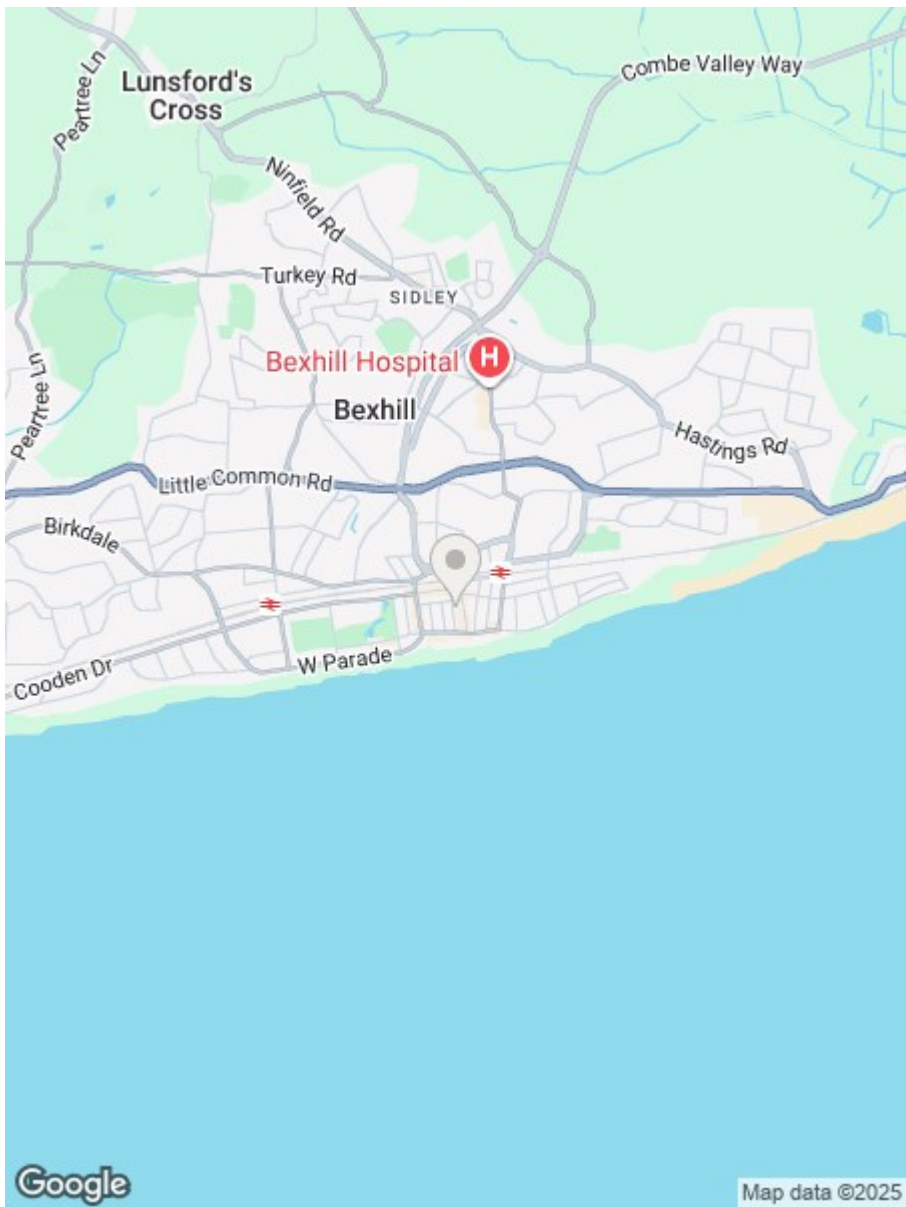 Lunsford's
Cross
Combe Valley Way
Peartree Ln
Ninfield Rd
Turkey Rd
SIDLEY
Bexhill Hospital
H
Peartree Ln
Bexhill
Hastings Rd
Little Common Rd
Birkdale
W Parade
Cooden Dr
Google
Map data ©2025